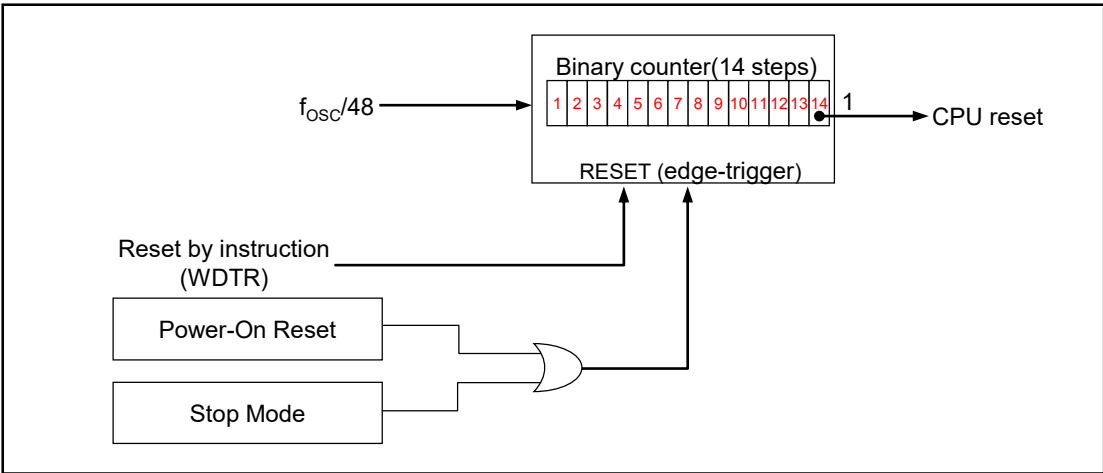 Binary counter(14 steps)
fOSC/48
1 2 3 4 5 6 7 8 9 10 11 12 13 14
1
CPU reset
RESET (edge-trigger)
Reset by instruction
(WDTR)
Power-On Reset
Stop Mode